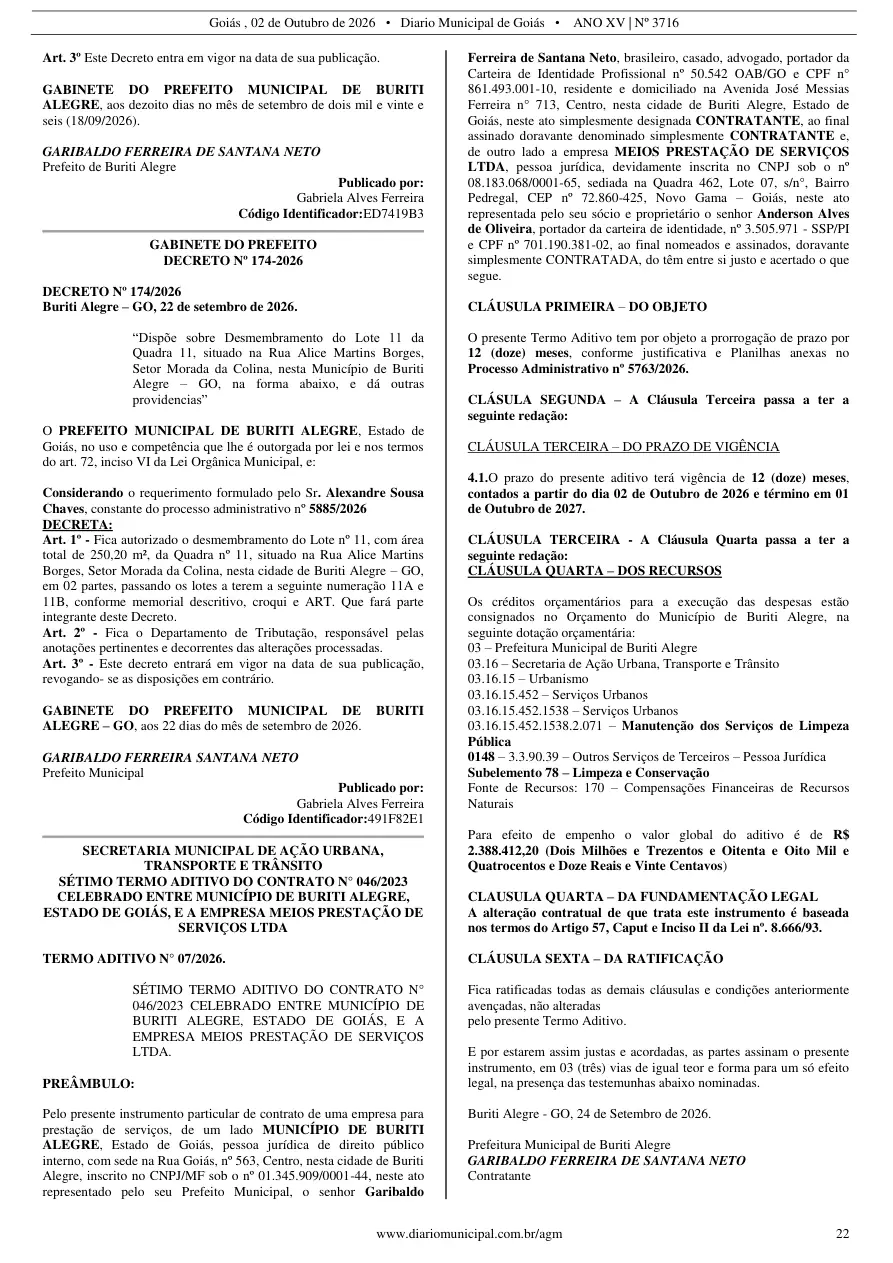 Goiás , 02 de Outubro de 2026 • Diario Municipal de Goiás • ANO XV | Nº 3716
Art. 3º Este Decreto entra em vigor na data de sua publicação.
GABINETE DO PREFEITO MUNICIPAL DE BURITI
ALEGRE, aos dezoito dias no mês de setembro de dois mil e vinte e
seis (18/09/2026).
GARIBALDO FERREIRA DE SANTANA NETO
Prefeito de Buriti Alegre
Publicado por:
Gabriela Alves Ferreira
Código Identificador:ED7419B3
GABINETE DO PREFEITO
DECRETO Nº 174-2026
DECRETO Nº 174/2026
Buriti Alegre – GO, 22 de setembro de 2026.
“Dispõe sobre Desmembramento do Lote 11 da
Quadra 11, situado na Rua Alice Martins Borges,
Setor Morada da Colina, nesta Município de Buriti
Alegre – GO, na forma abaixo, e dá outras
providencias”
O PREFEITO MUNICIPAL DE BURITI ALEGRE, Estado de
Goiás, no uso e competência que lhe é outorgada por lei e nos termos
do art. 72, inciso VI da Lei Orgânica Municipal, e:
Considerando o requerimento formulado pelo Sr. Alexandre Sousa
Chaves, constante do processo administrativo nº 5885/2026
DECRETA:
Art. 1º - Fica autorizado o desmembramento do Lote nº 11, com área
total de 250,20 m², da Quadra nº 11, situado na Rua Alice Martins
Borges, Setor Morada da Colina, nesta cidade de Buriti Alegre – GO,
em 02 partes, passando os lotes a terem a seguinte numeração 11A e
11B, conforme memorial descritivo, croqui e ART. Que fará parte
integrante deste Decreto.
Art. 2º - Fica o Departamento de Tributação, responsável pelas
anotações pertinentes e decorrentes das alterações processadas.
Art. 3º - Este decreto entrará em vigor na data de sua publicação,
revogando- se as disposições em contrário.
GABINETE DO PREFEITO MUNICIPAL DE BURITI
ALEGRE – GO, aos 22 dias do mês de setembro de 2026.
GARIBALDO FERREIRA SANTANA NETO
Prefeito Municipal
Publicado por:
Gabriela Alves Ferreira
Código Identificador:491F82E1
SECRETARIA MUNICIPAL DE AÇÃO URBANA,
TRANSPORTE E TRÂNSITO
SÉTIMO TERMO ADITIVO DO CONTRATO N° 046/2023
CELEBRADO ENTRE MUNICÍPIO DE BURITI ALEGRE,
ESTADO DE GOIÁS, E A EMPRESA MEIOS PRESTAÇÃO DE
SERVIÇOS LTDA
TERMO ADITIVO N° 07/2026.
SÉTIMO TERMO ADITIVO DO CONTRATO N°
046/2023 CELEBRADO ENTRE MUNICÍPIO DE
BURITI ALEGRE, ESTADO DE GOIÁS, E A
EMPRESA MEIOS PRESTAÇÃO DE SERVIÇOS
LTDA.
PREÂMBULO:
Pelo presente instrumento particular de contrato de uma empresa para
prestação de serviços, de um lado MUNICÍPIO DE BURITI
ALEGRE, Estado de Goiás, pessoa jurídica de direito público
interno, com sede na Rua Goiás, nº 563, Centro, nesta cidade de Buriti
Alegre, inscrito no CNPJ/MF sob o nº 01.345.909/0001-44, neste ato
representado pelo seu Prefeito Municipal, o senhor Garibaldo
Ferreira de Santana Neto, brasileiro, casado, advogado, portador da
Carteira de Identidade Profissional nº 50.542 OAB/GO e CPF n°
861.493.001-10, residente e domiciliado na Avenida José Messias
Ferreira n° 713, Centro, nesta cidade de Buriti Alegre, Estado de
Goiás, neste ato simplesmente designada CONTRATANTE, ao final
assinado doravante denominado simplesmente CONTRATANTE e,
de outro lado a empresa MEIOS PRESTAÇÃO DE SERVIÇOS
LTDA, pessoa jurídica, devidamente inscrita no CNPJ sob o nº
08.183.068/0001-65, sediada na Quadra 462, Lote 07, s/n°, Bairro
Pedregal, CEP nº 72.860-425, Novo Gama – Goiás, neste ato
representada pelo seu sócio e proprietário o senhor Anderson Alves
de Oliveira, portador da carteira de identidade, nº 3.505.971 - SSP/PI
e CPF nº 701.190.381-02, ao final nomeados e assinados, doravante
simplesmente CONTRATADA, do têm entre si justo e acertado o que
segue.
CLÁUSULA PRIMEIRA – DO OBJETO
O presente Termo Aditivo tem por objeto a prorrogação de prazo por
12 (doze) meses, conforme justificativa e Planilhas anexas no
Processo Administrativo nº 5763/2026.
CLÁSULA SEGUNDA – A Cláusula Terceira passa a ter a
seguinte redação:
CLÁUSULA TERCEIRA – DO PRAZO DE VIGÊNCIA
4.1.O prazo do presente aditivo terá vigência de 12 (doze) meses,
contados a partir do dia 02 de Outubro de 2026 e término em 01
de Outubro de 2027.
CLÁUSULA TERCEIRA - A Cláusula Quarta passa a ter a
seguinte redação:
CLÁUSULA QUARTA – DOS RECURSOS
Os créditos orçamentários para a execução das despesas estão
consignados no Orçamento do Município de Buriti Alegre, na
seguinte dotação orçamentária:
03 – Prefeitura Municipal de Buriti Alegre
03.16 – Secretaria de Ação Urbana, Transporte e Trânsito
03.16.15 – Urbanismo
03.16.15.452 – Serviços Urbanos
03.16.15.452.1538 – Serviços Urbanos
03.16.15.452.1538.2.071 – Manutenção dos Serviços de Limpeza
Pública
0148 – 3.3.90.39 – Outros Serviços de Terceiros – Pessoa Jurídica
Subelemento 78 – Limpeza e Conservação
Fonte de Recursos: 170 – Compensações Financeiras de Recursos
Naturais
Para efeito de empenho o valor global do aditivo é de R$
2.388.412,20 (Dois Milhões e Trezentos e Oitenta e Oito Mil e
Quatrocentos e Doze Reais e Vinte Centavos)
CLAUSULA QUARTA – DA FUNDAMENTAÇÃO LEGAL
A alteração contratual de que trata este instrumento é baseada
nos termos do Artigo 57, Caput e Inciso II da Lei nº. 8.666/93.
CLÁUSULA SEXTA – DA RATIFICAÇÃO
Fica ratificadas todas as demais cláusulas e condições anteriormente
avençadas, não alteradas
pelo presente Termo Aditivo.
E por estarem assim justas e acordadas, as partes assinam o presente
instrumento, em 03 (três) vias de igual teor e forma para um só efeito
legal, na presença das testemunhas abaixo nominadas.
Buriti Alegre - GO, 24 de Setembro de 2026.
Prefeitura Municipal de Buriti Alegre
GARIBALDO FERREIRA DE SANTANA NETO
Contratante
www.diariomunicipal.com.br/agm 22